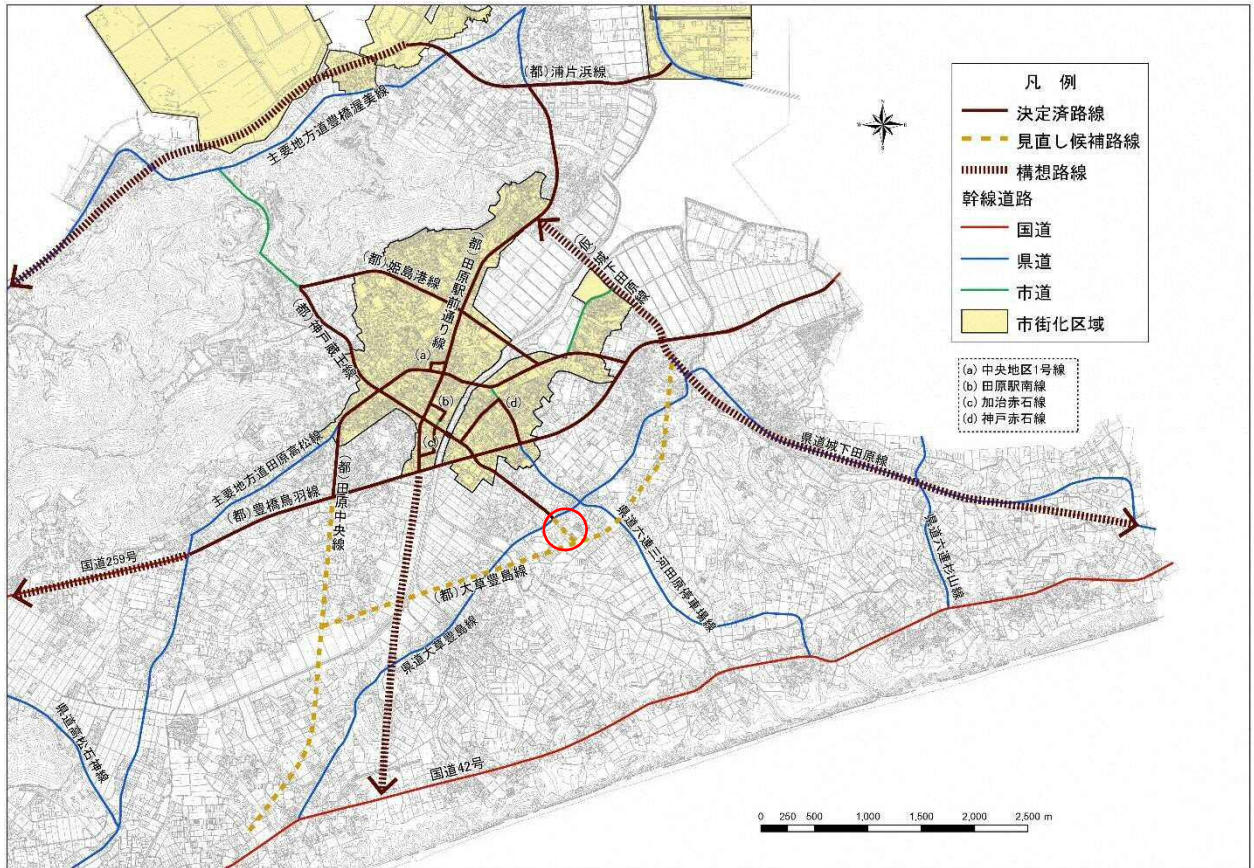 (都)浦片浜線
主要地方道豊橋渥美線
凡 例
決定済路線
見直し候補路線
構想路線
幹線道路
国道
県道
市道
市街化区域
(a) 中央地区1号線
(b) 田原駅南線
(c) 加治赤石線
(d) 神戸赤石線
(都)姫島港線
(都)田原駅前通り線
(仮)城下田原線
(都)神戸蔵王線
(a)
(b)
(c)
(d)
主要地方道田原高松線
(都)田原中央線
(都)豊橋鳥羽線
国道259号
県道城下田原線
県道六連三河田原停車場線
県道六連杉山線
(都)大草豊島線
県道大草豊島線
県道高松石神線
国道42号
0 250 500 1,000 1,500 2,000 2,500 m